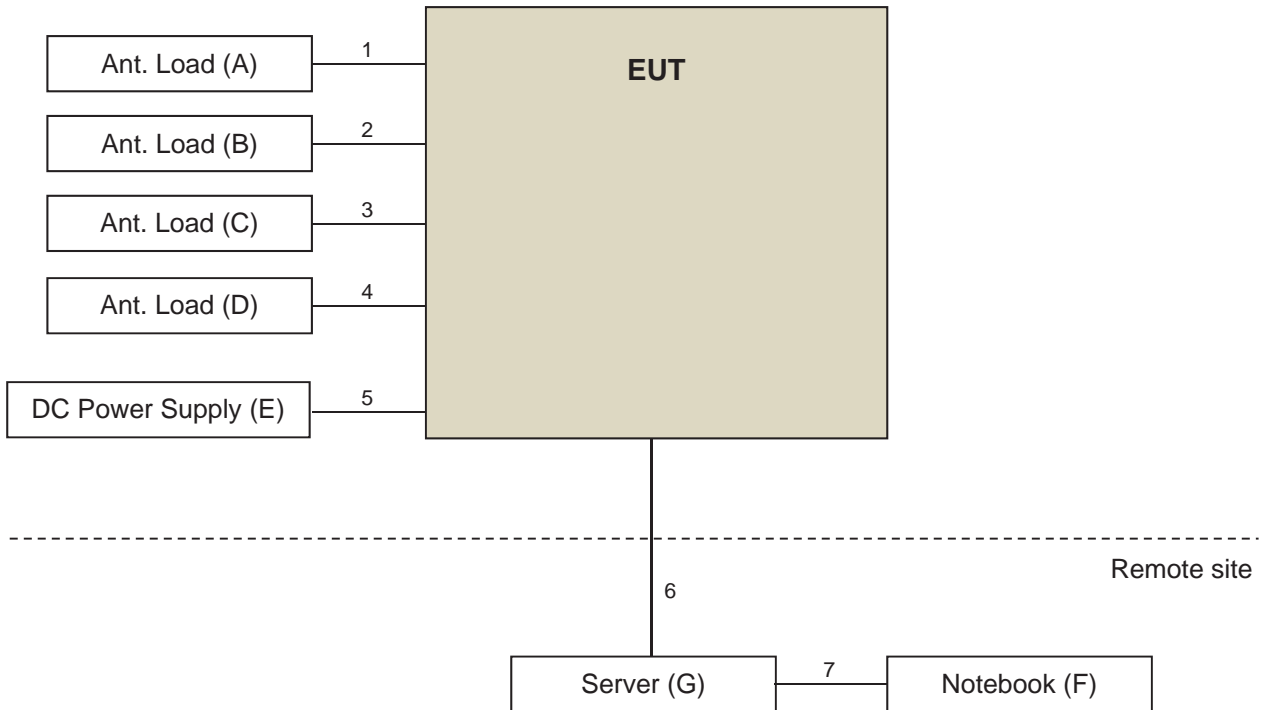 Ant. Load (A)
1
EUT
Ant. Load (B)
2
Ant. Load (C)
3
Ant. Load (D)
4
DC Power Supply (E)
5
Remote site
6
Server (G)
7
Notebook (F)